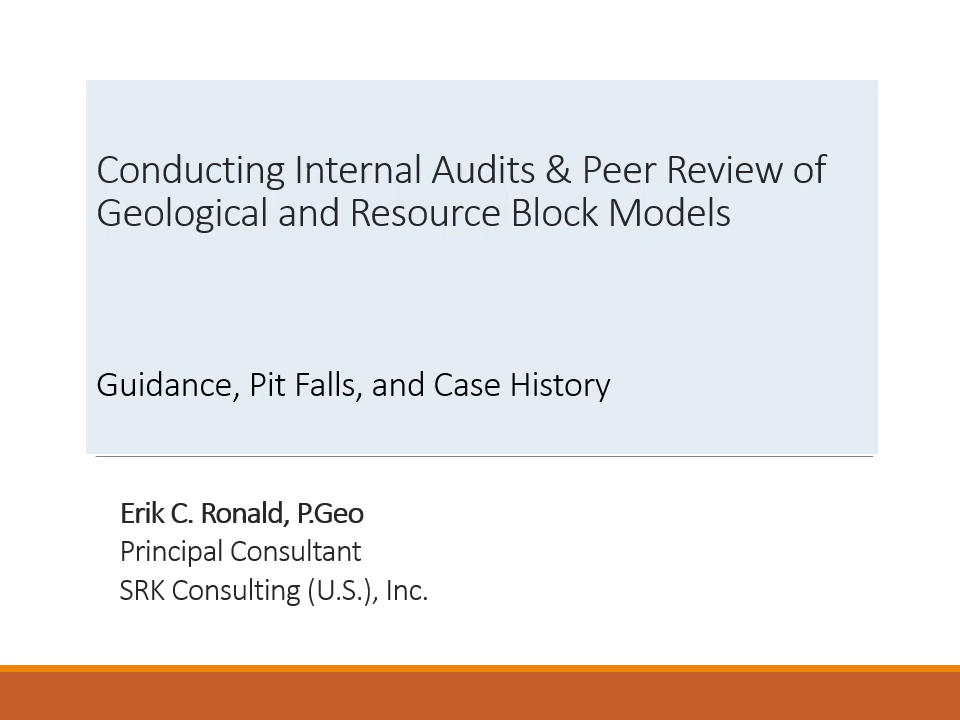 Conducting Internal Audits & Peer Review of
Geological and Resource Block Models
Guidance, Pit Falls, and Case History
Erik C. Ronald, P.Geo
Principal Consultant
SRK Consulting (U.S.), Inc.